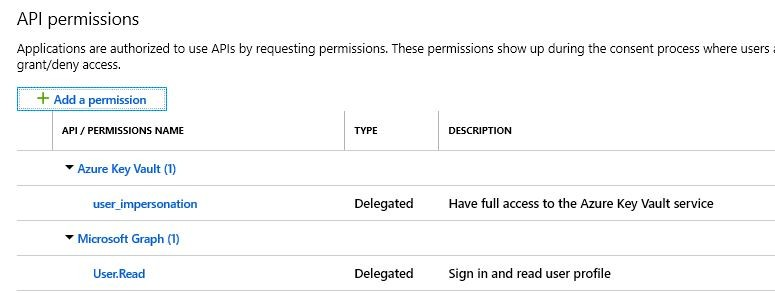 API permissions
Applications are authorized to use APIs by requesting permissions. These permissions show up during the consent process where users
grant/deny access.
+ Add a permission
API / PERMISSIONS NAME TYPE DESCRIPTION
Azure Key Vault (1)
user_impersonation Delegated Have full access to the Azure Key Vault service
Microsoft Graph (1)
User.Read Delegated Sign in and read user profile